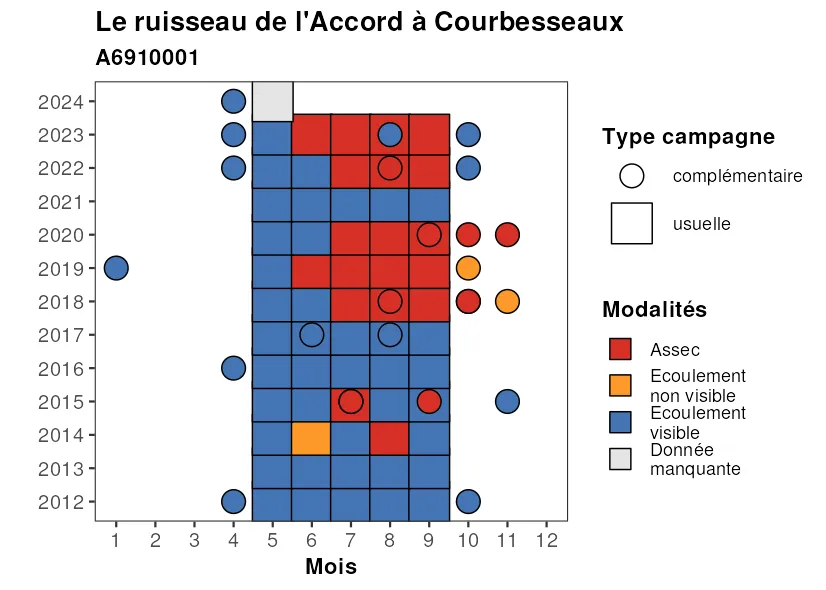 Le ruisseau de l'Accord à Courbesseaux
A6910001
2024
2023
2022
2021
2020
2019
2018
2017
2016
2015
2014
2013
2012
1 2 3 4 5 6 7 8 9 10 11 12
Mois
Type campagne
complémentaire
usuelle
Modalités
Assec
Ecoulement
non visible
Ecoulement
visible
Donnée
manquante